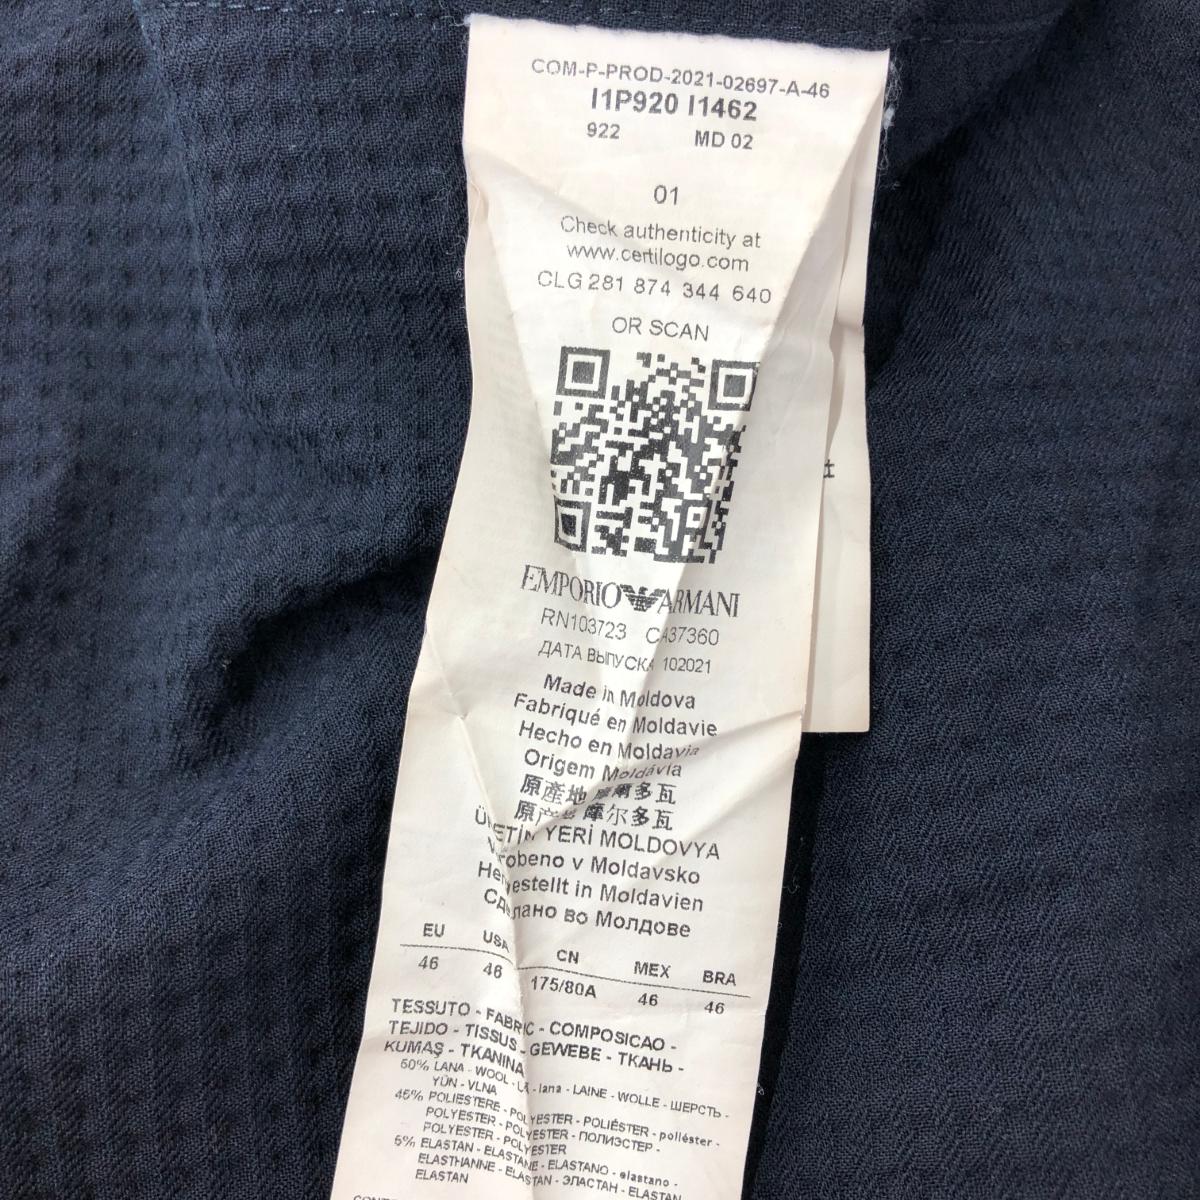 COM-P-PROD-2021-02697-A-46
I1P920 I1462
922 MD 02
01
Check authenticity at
www.certilogo.com
CLG 281 874 344 640
OR SCAN
EMPORIO ARMANI
RN103723 CA37360
ДАТА ВЫПУСКА 102021
Made in Moldova
Fabriqué en Moldavie
Hecho en Moldavia
Origem Moldávia
原產地 摩爾多瓦
原产 摩尔多瓦
ÜRETİN YERİ MOLDOVYA
Vyrobeno v Moldavsko
Hergestellt in Moldavien
Сделано во Молдове
EU USA CN MEX BRA
46 46 175/80A 46 46
TESSUTO - FABRIC - COMPOSICAO -
TEJIDO - TISSUS - GEWEBE - ТКАНЬ -
KUMAŞ - TKANINA
50% LANA - WOOL - LÃ - lana - LAINE - WOLLE - ШЕРСТЬ -
YÜN - VLNA
45% POLIESTERE - POLYESTER - POLIÉSTER - poliéster -
POLYESTER - POLYESTER - ПОЛИЭСТЕР -
POLYESTER - POLYESTER
5% ELASTAN - ELASTANE - ELASTANO - elastano -
ELASTHANNE - ELASTAN - ЭЛАСТАН - ELASTAN
ELASTAN